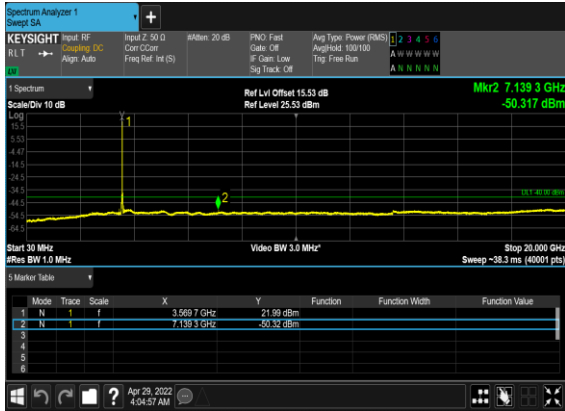 Spectrum Analyzer 1
Swept SA
+
KEYSIGHT Input: RF Input Z: 50 Ω #Atten: 20 dB PNO: Fast Avg Type: Power (RMS) 1 2 3 4 5 6
RLT Coupling: DC Corr CCorr Gate: Off Avg|Hold: 100/100 A W W W W W
Align: Auto Freq Ref: Int (S) IF Gain: Low Trig: Free Run
Sig Track: Off A N N N N N
1 Spectrum Ref Lvl Offset 15.53 dB Mkr2 7.139 3 GHz
Scale/Div 10 dB Ref Level 25.53 dBm -50.317 dBm
Log
15.5
5.53
-4.47
-14.5
-24.5
-34.5
-44.5
-54.5
-64.5
1
2
DL1 -40.00 dBm
Start 30 MHz Video BW 3.0 MHz* Stop 20.000 GHz
#Res BW 1.0 MHz Sweep ~38.3 ms (40001 pts)
5 Marker Table
Mode Trace Scale X Y Function Function Width Function Value
1 N 1 f 3.569 7 GHz 21.99 dBm
2 N 1 f 7.139 3 GHz -50.32 dBm
3
4
5
6
? Apr 29, 2022
4:04:57 AM